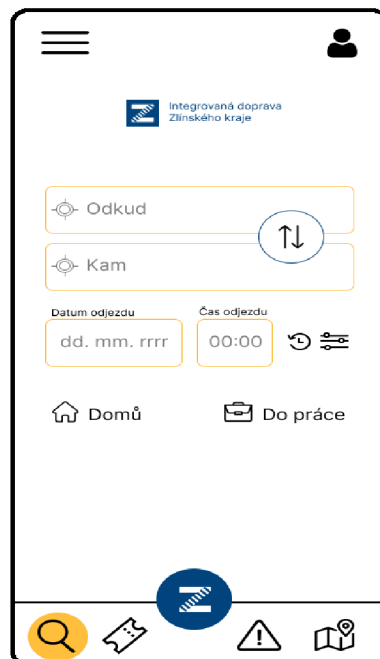 Integrovaná doprava
Zlínského kraje
Odkud
Kam
Datum odjezdu
Čas odjezdu
dd. mm. rrrr
00:00
Domů
Do práce